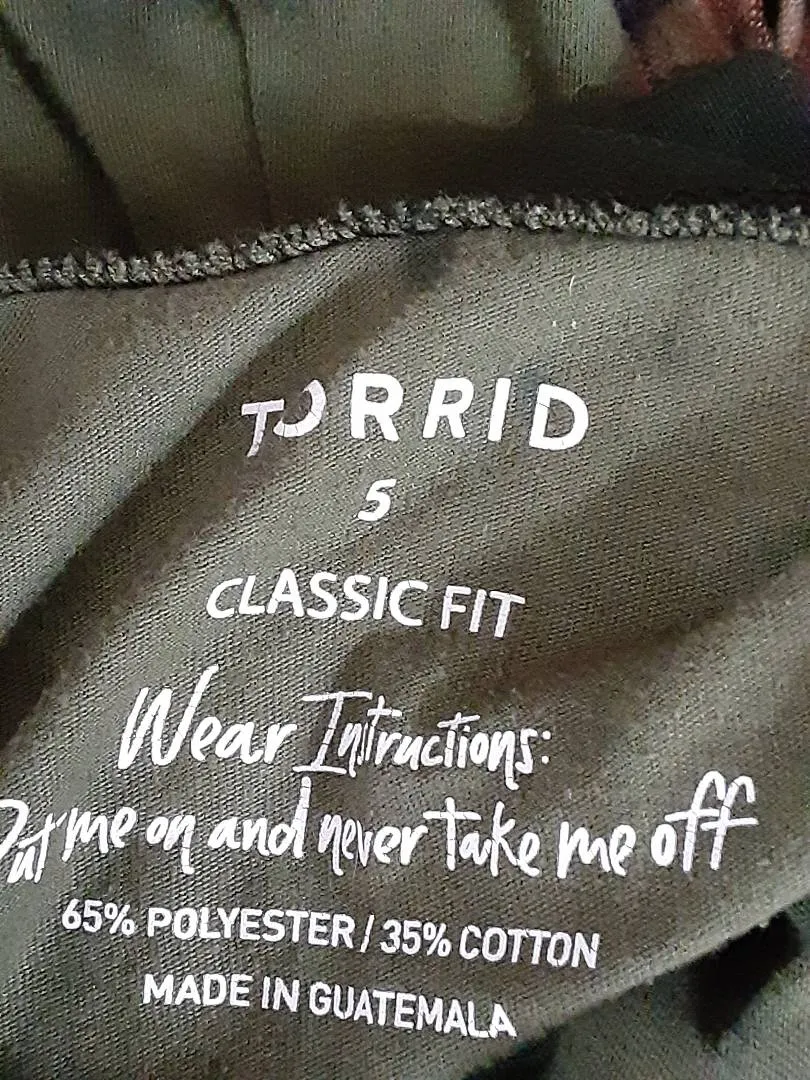 TORRID
5
CLASSIC FIT
Wear Instructions:
Put me on and never take me off
65% POLYESTER / 35% COTTON
MADE IN GUATEMALA